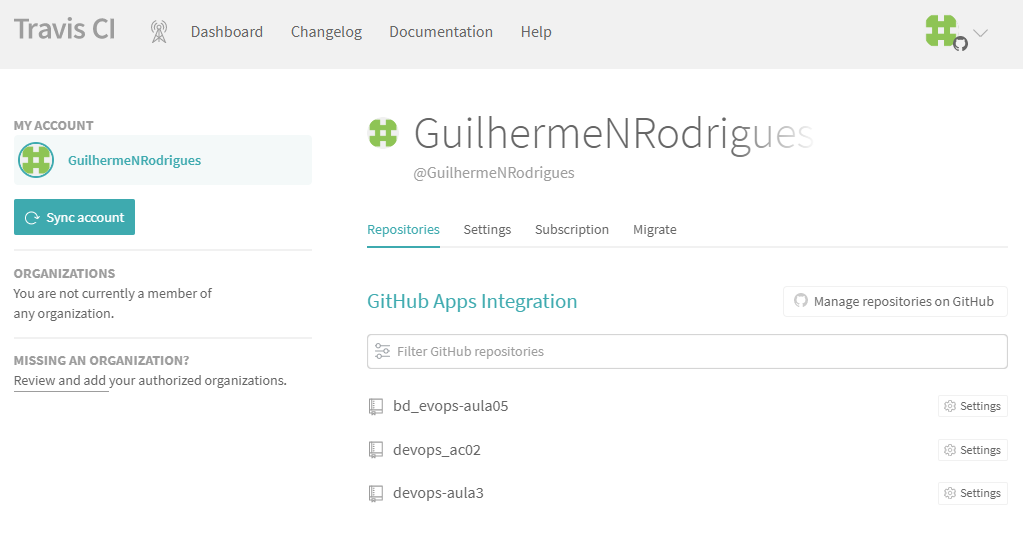 Travis CI
Dashboard
Changelog
Documentation
Help
MY ACCOUNT
GuilhermeNRodrigues
Sync account
ORGANIZATIONS
You are not currently a member of
any organization.
MISSING AN ORGANIZATION?
Review and add your authorized organizations.
GuilhermeNRodrigues
@GuilhermeNRodrigues
Repositories
Settings
Subscription
Migrate
GitHub Apps Integration
Manage repositories on GitHub
Filter GitHub repositories
bd_evops-aula05
Settings
devops_ac02
Settings
devops-aula3
Settings